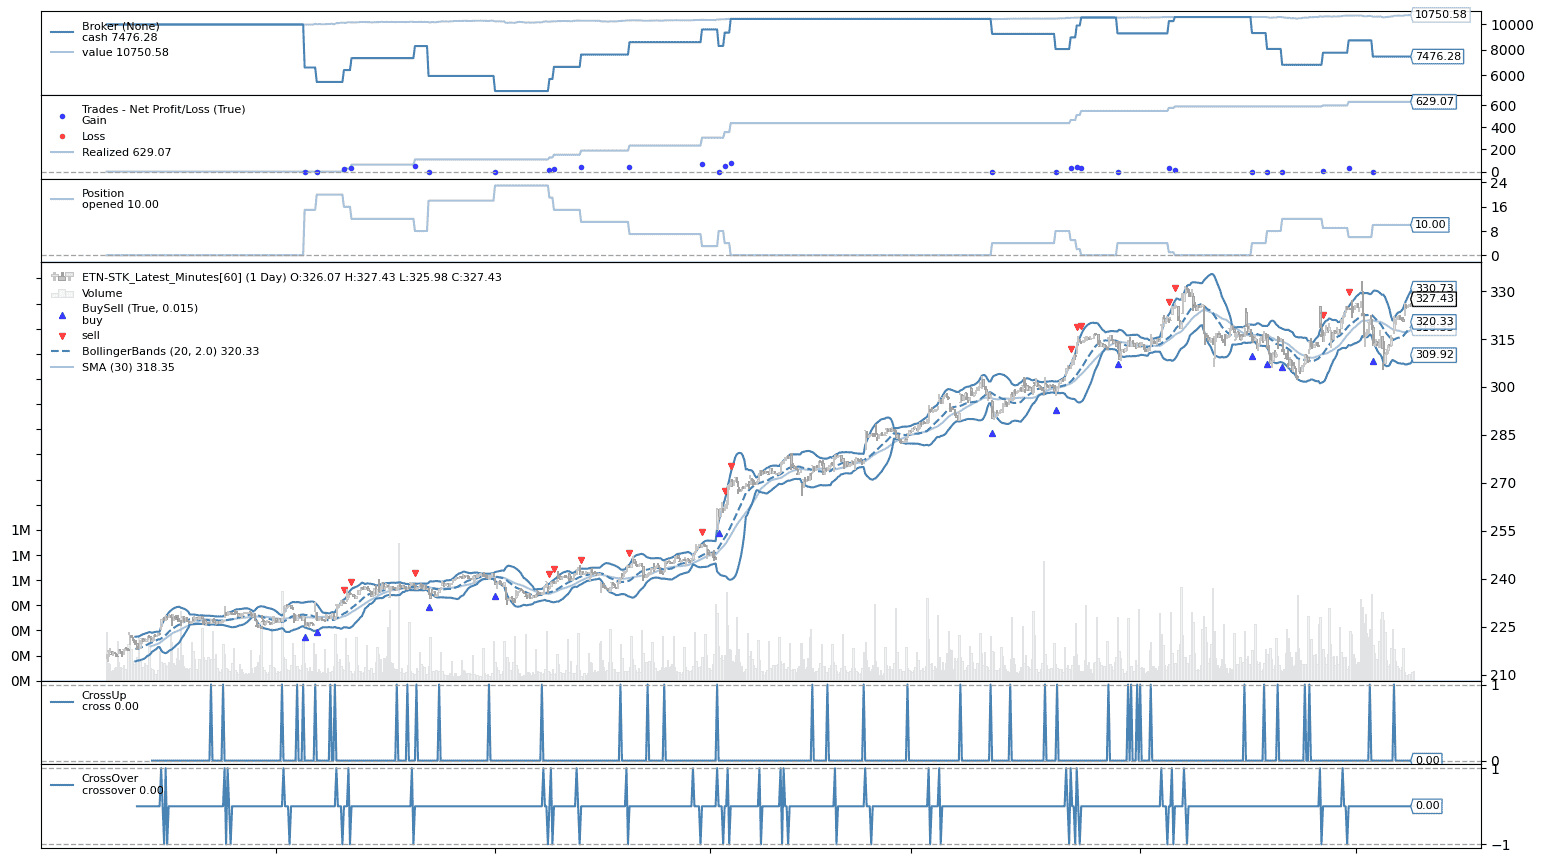 Broker (None)
cash 7476.28
value 10750.58
10750.58
10000
8000
7476.28
6000
Trades - Net Profit/Loss (True)
Gain
Loss
Realized 629.07
629.07
600
400
200
0
Position
opened 10.00
24
16
10.00
8
0
ETN-STK_Latest_Minutes[60] (1 Day) O:326.07 H:327.43 L:325.98 C:327.43
Volume
BuySell (True, 0.015)
buy
sell
BollingerBands (20, 2.0) 320.33
SMA (30) 318.35
330.73
327.43
320.33
309.92
330
315
300
285
270
255
240
225
210
1M
1M
1M
0M
0M
0M
0M
CrossUp
cross 0.00
1
0.00
0
CrossOver
crossover 0.00
1
0.00
−1